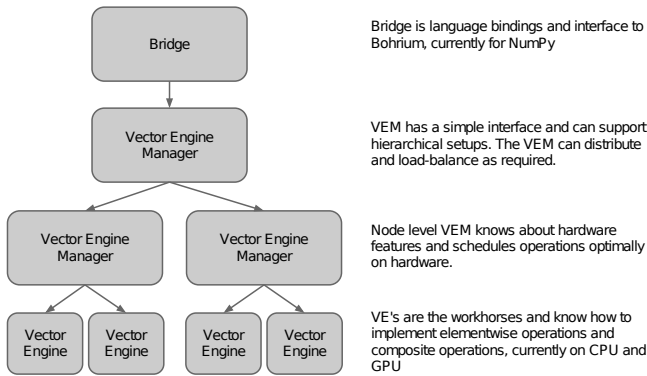 Bridge
Bridge is language bindings and interface to
Bohrium, currently for NumPy
Vector Engine
Manager
VEM has a simple interface and can support
hierarchical setups. The VEM can distribute
and load-balance as required.
Vector Engine
Manager
Vector Engine
Manager
Node level VEM knows about hardware
features and schedules operations optimally
on hardware.
Vector
Engine
Vector
Engine
Vector
Engine
Vector
Engine
VE's are the workhorses and know how to
implement elementwise operations and
composite operations, currently on CPU and
GPU